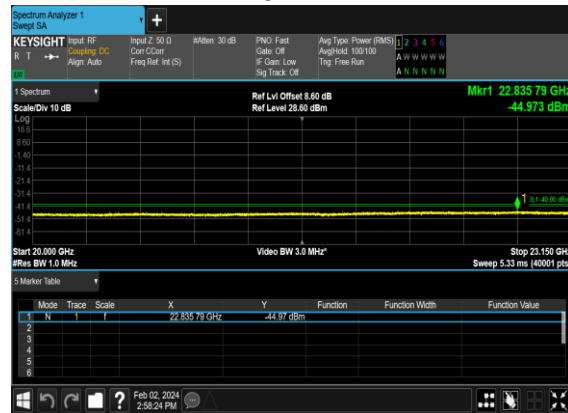 Spectrum Analyzer 1
Swept SA
+
KEYSIGHT Input: RF Input Z: 50 Ω #Atten: 30 dB PNO: Fast Avg Type: Power (RMS) 1 2 3 4 5 6
R T Coupling: DC Corr CCorr Gate: Off Avg|Hold: 100/100 A W W W W W
Align: Auto Freq Ref: Int (S) IF Gain: Low Trig: Free Run
LXI Sig Track: Off A N N N N N
1 Spectrum Ref Lvl Offset 8.60 dB Mkr1 22.835 79 GHz
Scale/Div 10 dB Ref Level 28.60 dBm -44.973 dBm
Log
18.6
8.60
-1.40
-11.4
-21.4
-31.4
1 DL1 -40.00 dBm
-41.4
-51.4
-61.4
Start 20.000 GHz Video BW 3.0 MHz* Stop 23.150 GHz
#Res BW 1.0 MHz Sweep 5.33 ms (40001 pts)
5 Marker Table
Mode Trace Scale X Y Function Function Width Function Value
1 N 1 f 22.835 79 GHz -44.97 dBm
2
3
4
5
6
? Feb 02, 2024
2:58:24 PM